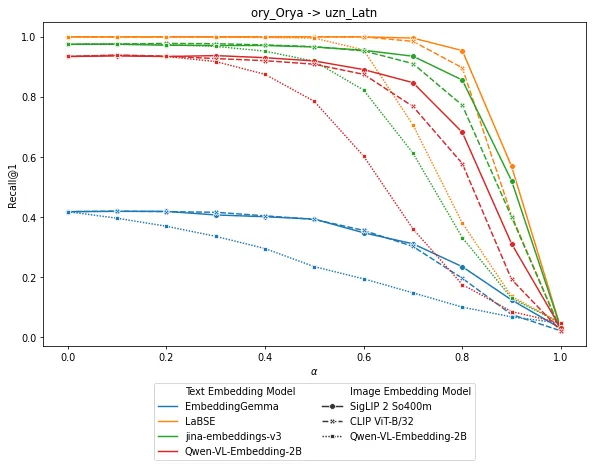 ory_Orya -> uzn_Latn
1.0
0.8
0.6
0.4
0.2
0.0
Recall@1
0.0 0.2 0.4 0.6 0.8 1.0
α
Text Embedding Model
EmbeddingGemma
LaBSE
jina-embeddings-v3
Qwen-VL-Embedding-2B
Image Embedding Model
SigLIP 2 So400m
CLIP ViT-B/32
Qwen-VL-Embedding-2B